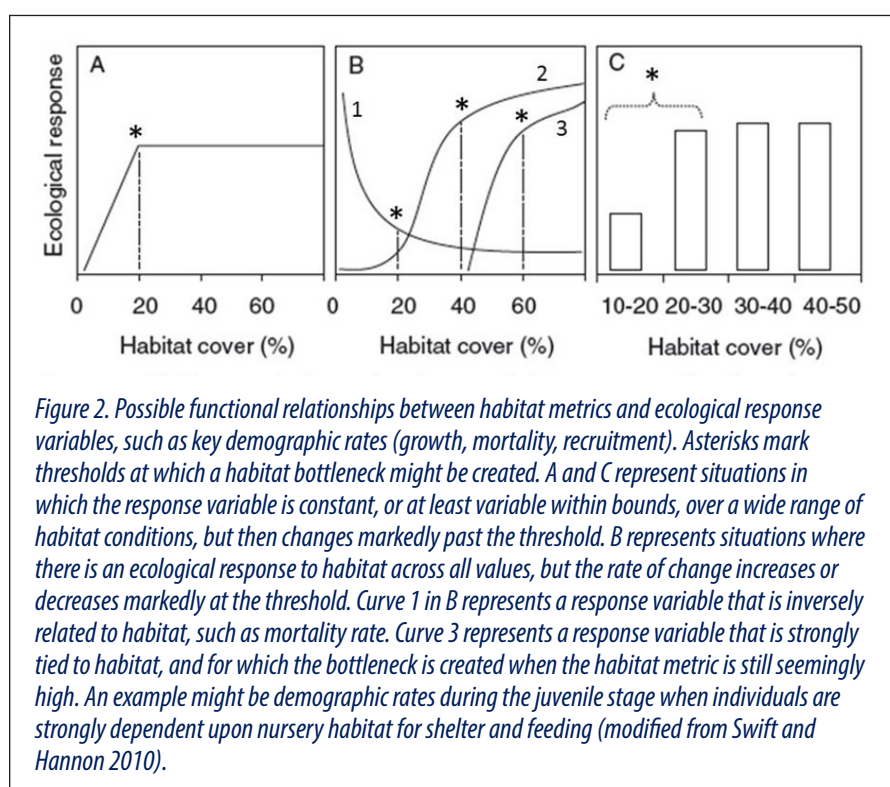 A
B
C
Ecological response
*
1
*
*
2
*
3
*
0 20 40 60
0 20 40 60
10-20 20-30 30-40 40-50
Habitat cover (%)
Habitat cover (%)
Habitat cover (%)
Figure 2. Possible functional relationships between habitat metrics and ecological response
variables, such as key demographic rates (growth, mortality, recruitment). Asterisks mark
thresholds at which a habitat bottleneck might be created. A and C represent situations in
which the response variable is constant, or at least variable within bounds, over a wide range of
habitat conditions, but then changes markedly past the threshold. B represents situations where
there is an ecological response to habitat across all values, but the rate of change increases or
decreases markedly at the threshold. Curve 1 in B represents a response variable that is inversely
related to habitat, such as mortality rate. Curve 3 represents a response variable that is strongly
tied to habitat, and for which the bottleneck is created when the habitat metric is still seemingly
high. An example might be demographic rates during the juvenile stage when individuals are
strongly dependent upon nursery habitat for shelter and feeding (modified from Swift and
Hannon 2010).